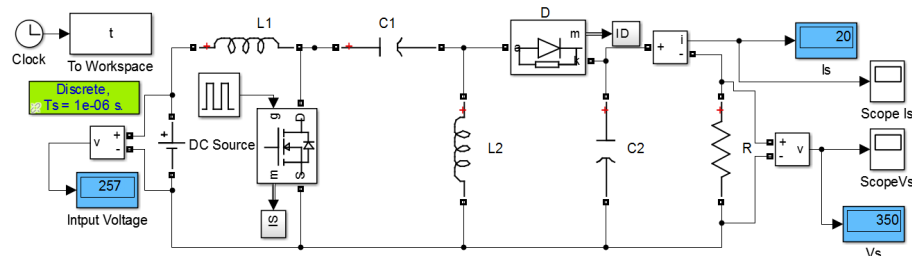 L1
C1
D
t
Clock
To Workspace
a
m
k
ID
+
i
-
20
Is
Scope Is
Discrete,
Ts = 1e-06 s.
g
D
m
S
v
+
-
+
DC Source
257
Intput Voltage
IS
L2
C2
R
+
-
v
ScopeVs
350
Vs